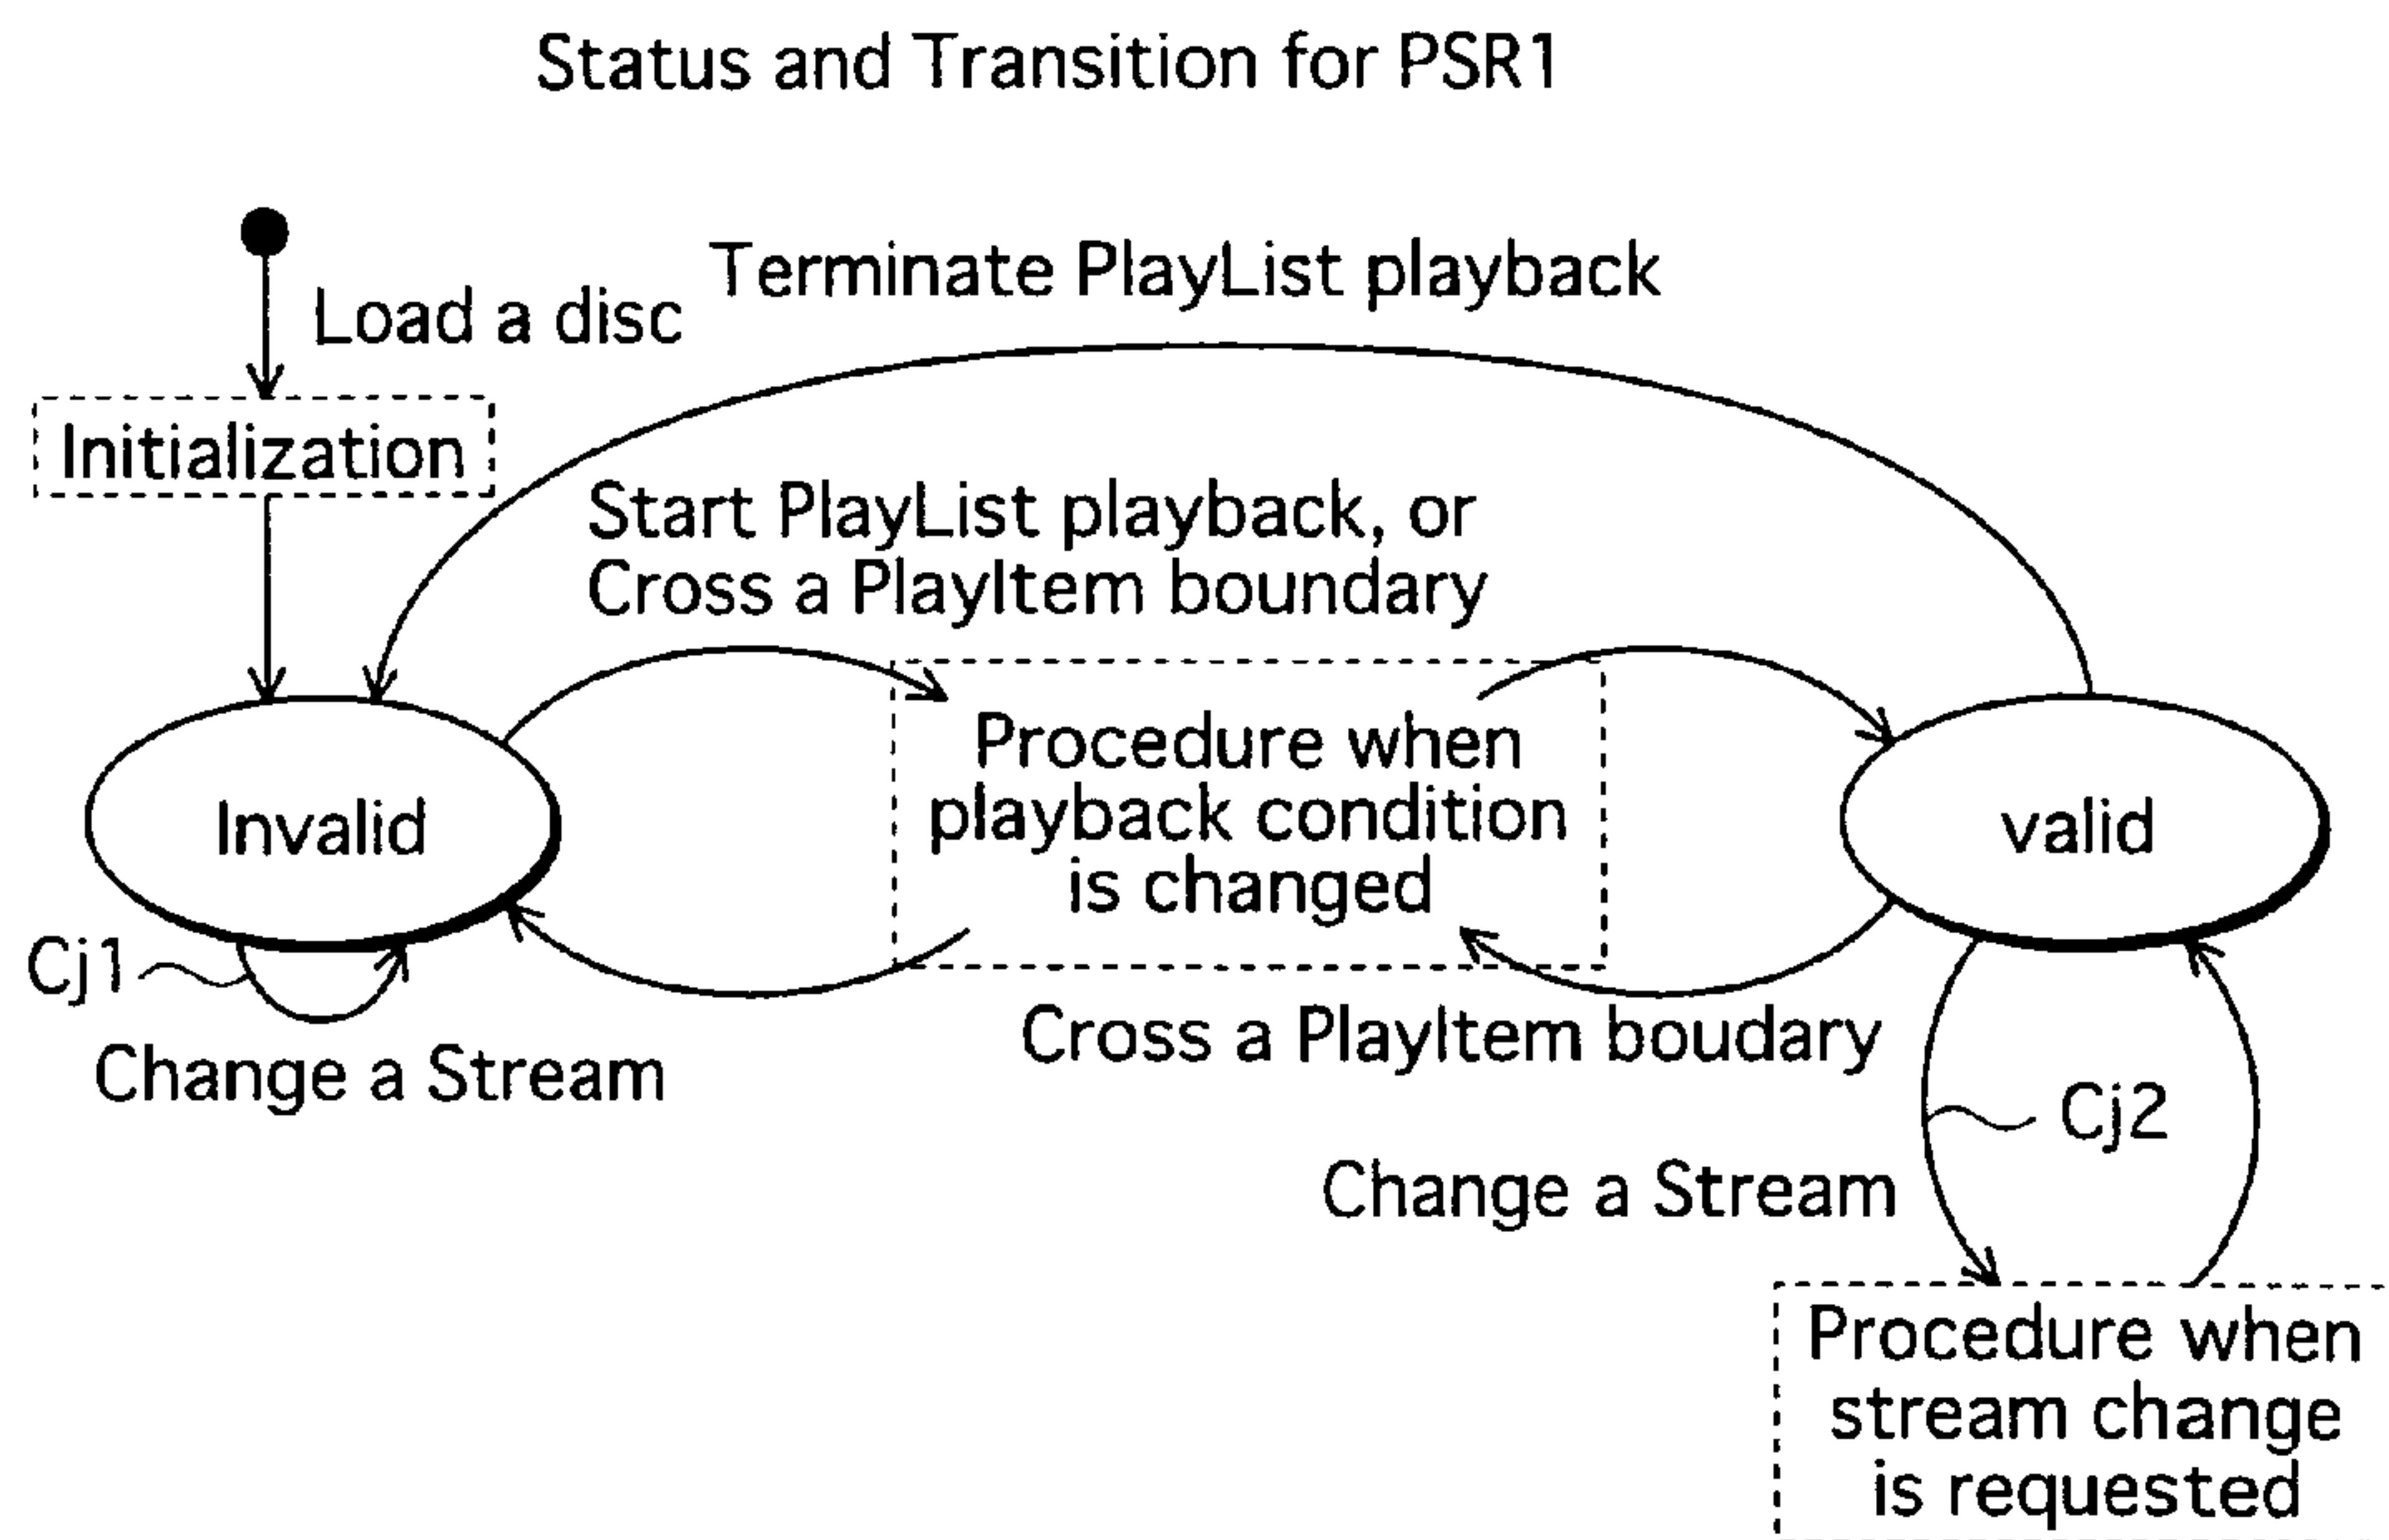 Status and Transition for PSR1
Load a disc
Terminate PlayList playback
Initialization
Start PlayList playback, or
Cross a PlayItem boundary
Invalid
Procedure when
playback condition
is changed
valid
Cj1
Change a Stream
Cross a PlayItem boudary
Cj2
Change a Stream
Procedure when
stream change
is requested